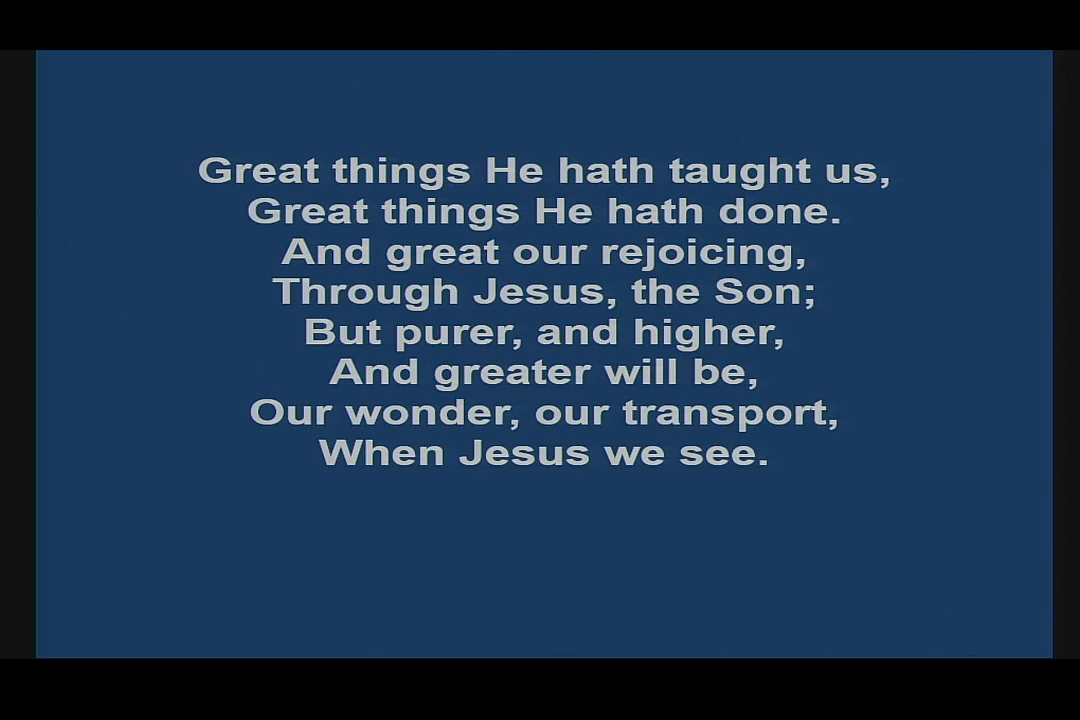 Great things He hath taught us,
Great things He hath done.
And great our rejoicing,
Through Jesus, the Son;
But purer, and higher,
And greater will be,
Our wonder, our transport,
When Jesus we see.